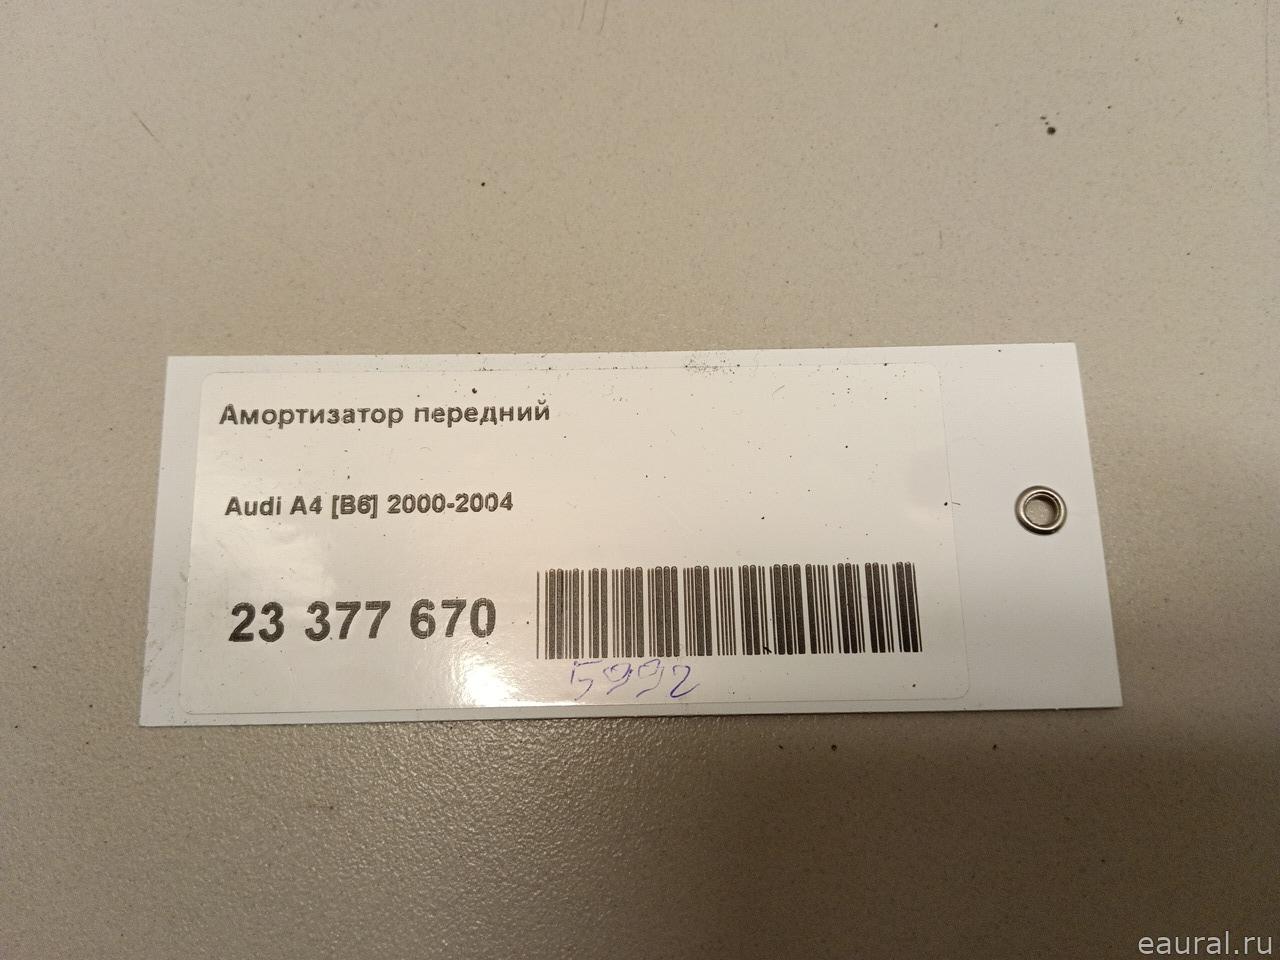 Амортизатор передний
Audi A4 [B6] 2000-2004
23 377 670
5992
eaural.ru